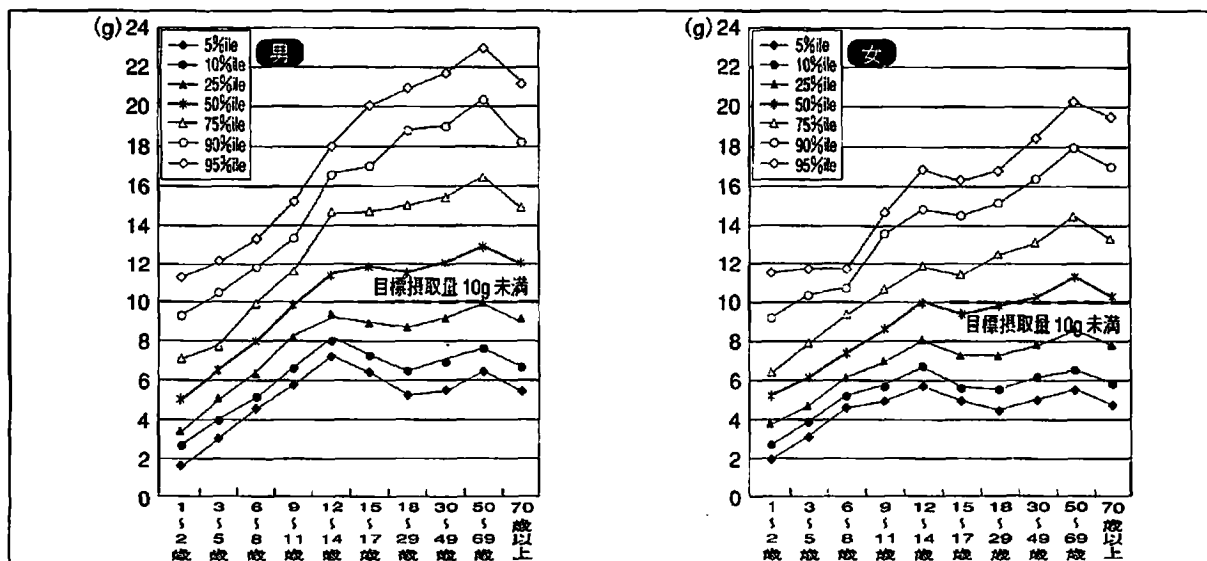 (g)
24
22
20
18
16
14
12
10
8
6
4
2
0
5%ile
10%ile
25%ile
50%ile
75%ile
90%ile
95%ile
男
目標摂取量10g未満
1〜2歳
3〜5歳
6〜8歳
9〜11歳
12〜14歳
15〜17歳
18〜29歳
30〜49歳
50〜69歳
70歳以上
(g)
24
22
20
18
16
14
12
10
8
6
4
2
0
5%ile
10%ile
25%ile
50%ile
75%ile
90%ile
95%ile
女
目標摂取量10g未満
1〜2歳
3〜5歳
6〜8歳
9〜11歳
12〜14歳
15〜17歳
18〜29歳
30〜49歳
50〜69歳
70歳以上